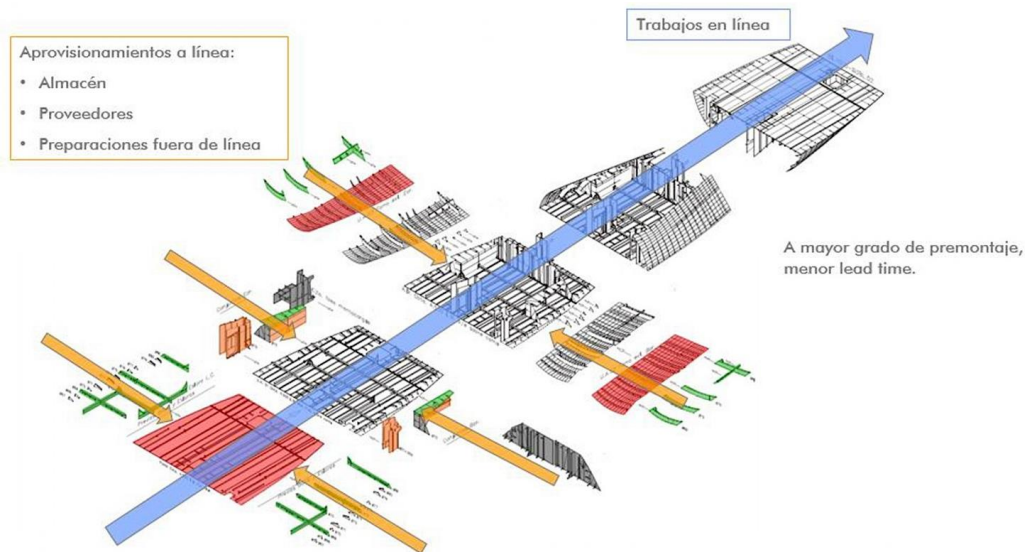 Trabajos en línea
Aprovisionamientos a línea:
• Almacén
• Proveedores
• Preparaciones fuera de línea
A mayor grado de premontaje,
menor lead time.